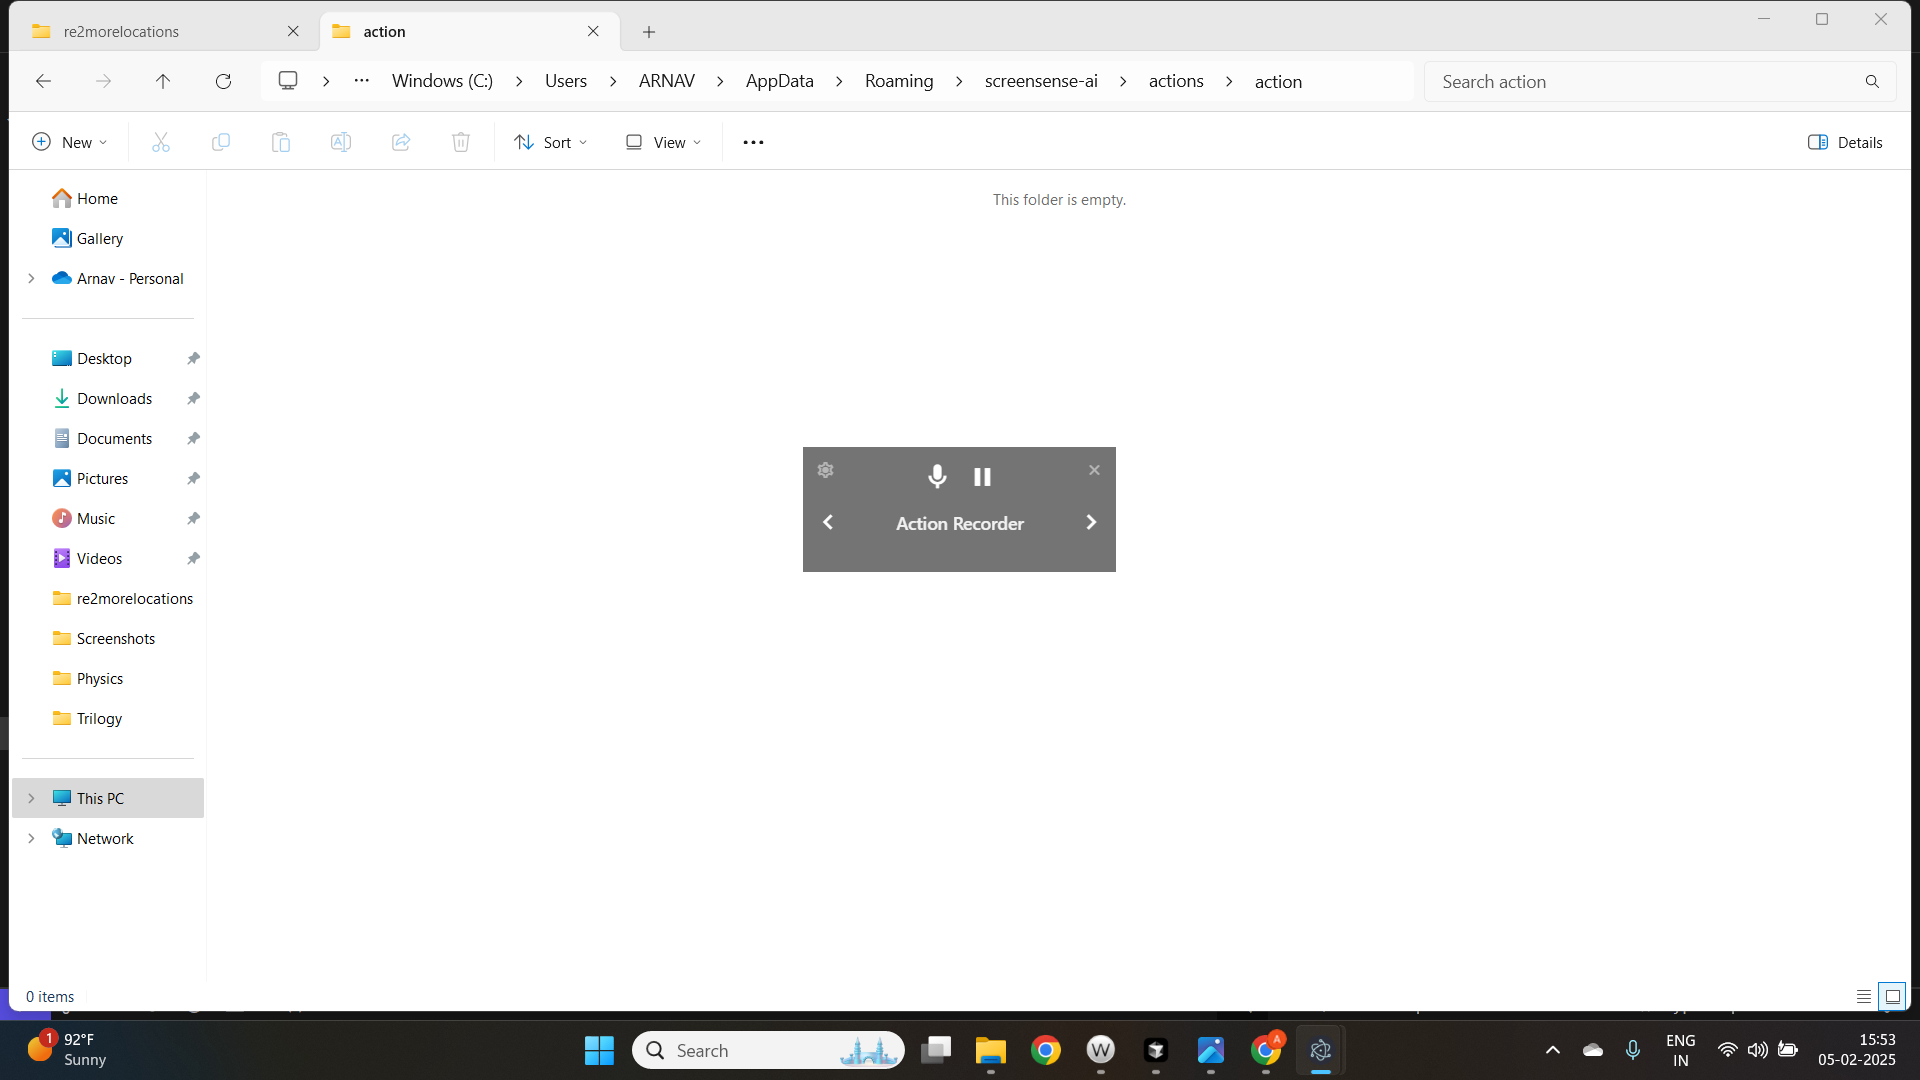 re2morelocations
action
Windows (C:)
Users
ARNAV
AppData
Roaming
screensense-ai
actions
action
Search action
New
Sort
View
Details
Home
Gallery
Arnav - Personal
Desktop
Downloads
Documents
Pictures
Music
Videos
re2morelocations
Screenshots
Physics
Trilogy
This PC
Network
This folder is empty.
Action Recorder
0 items
1
92°F
Sunny
Search
W
A
ENG
IN
15:53
05-02-2025